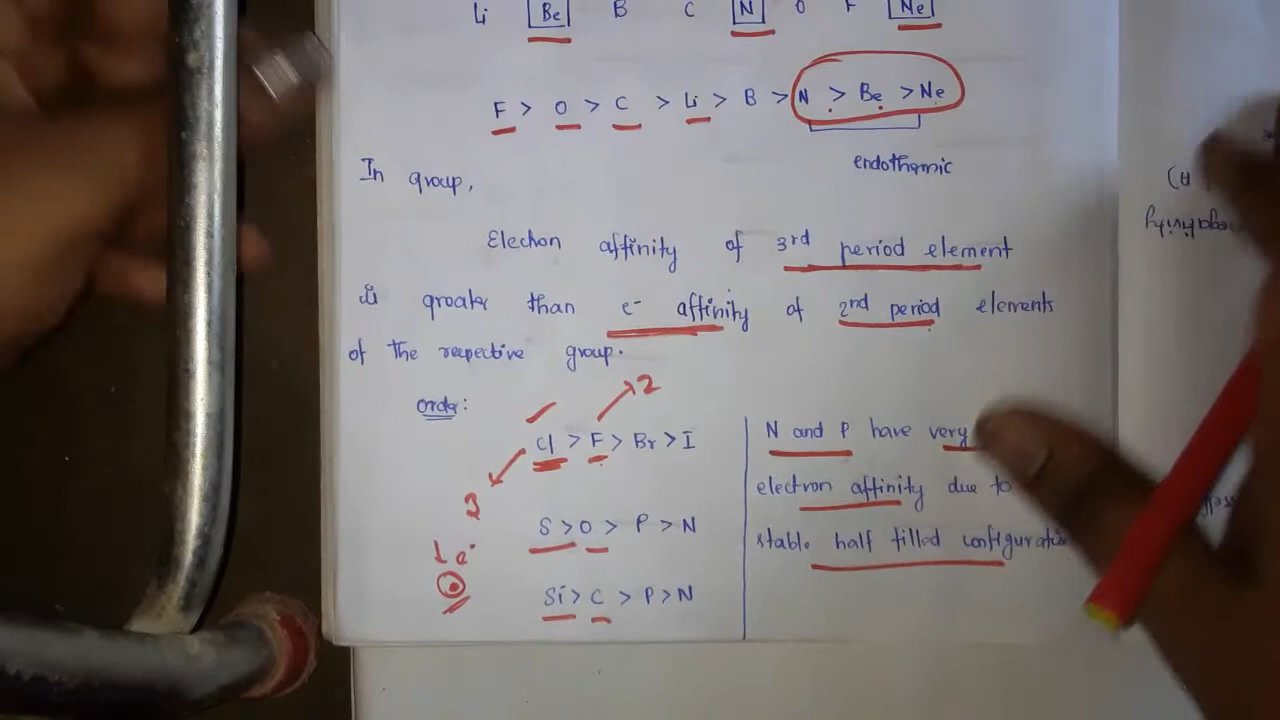 Li Be B C N O F Ne
F > O > C > Li > B > N > Be > Ne
endothermic
In group,
Electron affinity of 3rd period element
is greater than e- affinity of 2nd period elements
of the respective group.
Order:
2
Cl > F > Br > I
3
S > O > P > N
e-
Si > C > P > N
N and P have very
electron affinity due to
stable half filled configuration